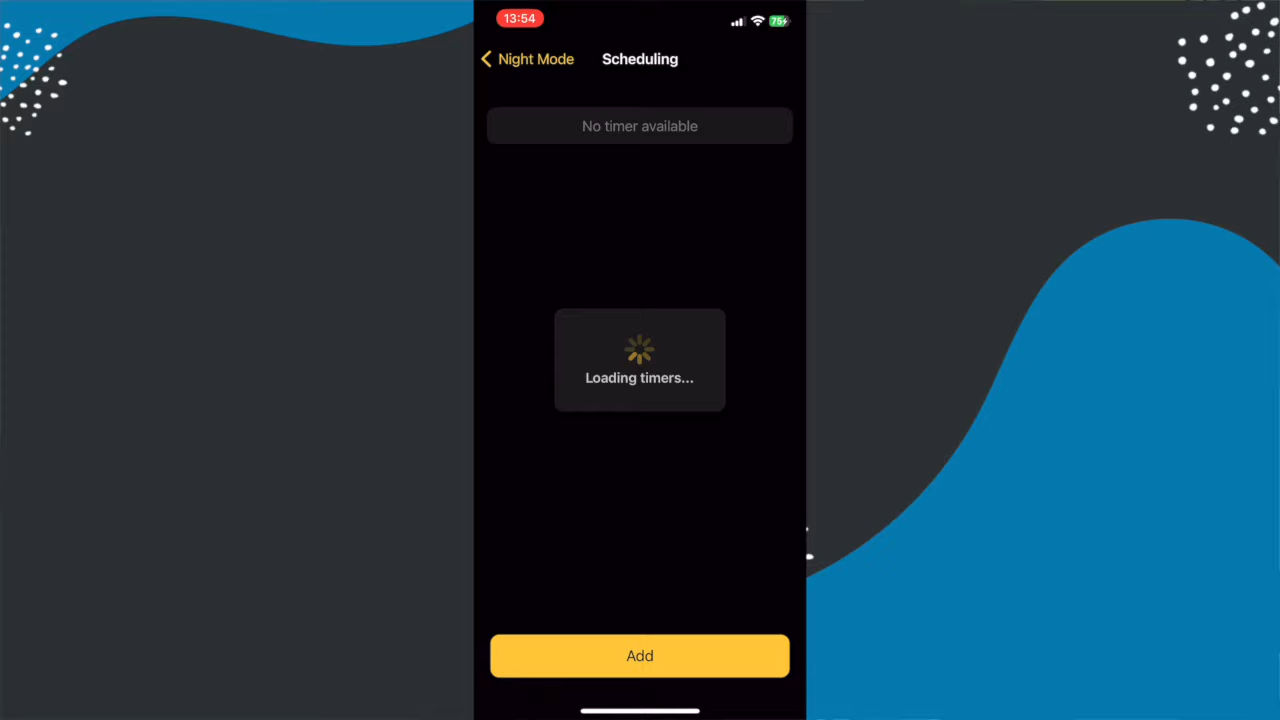 13:54
75
Night Mode
Scheduling
No timer available
Loading timers...
Add